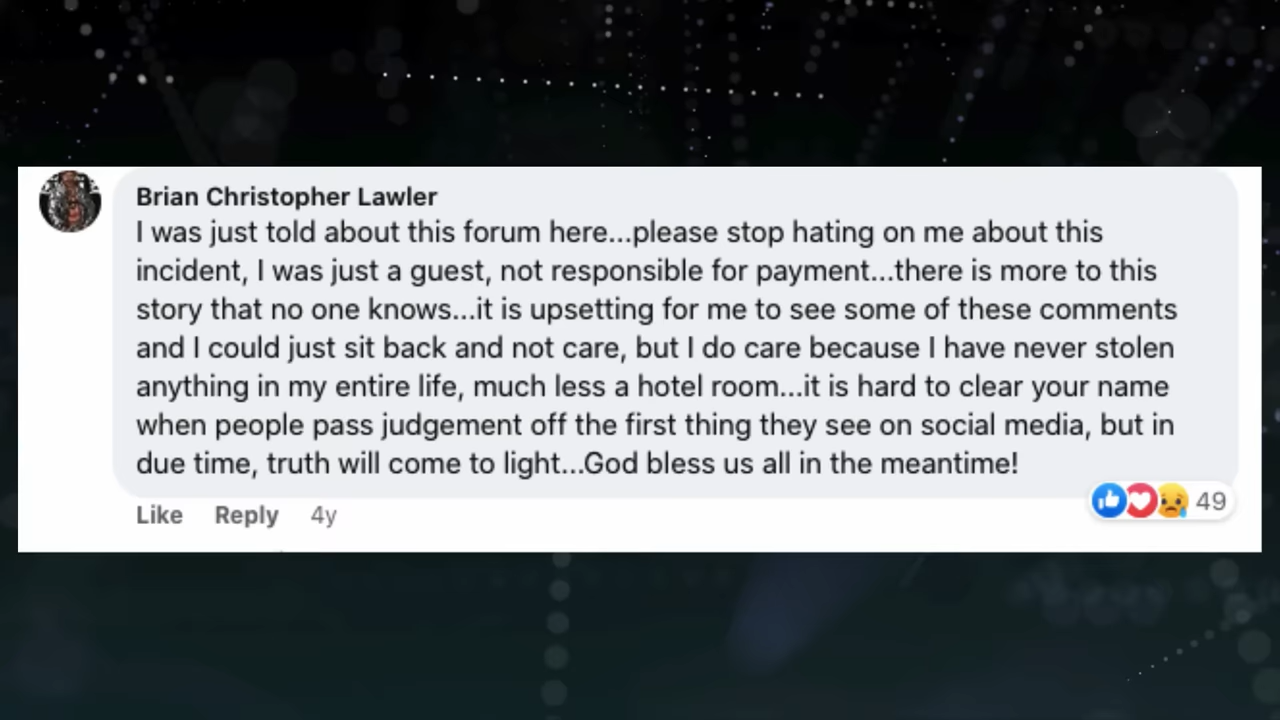 Brian Christopher Lawler
I was just told about this forum here...please stop hating on me about this
incident, I was just a guest, not responsible for payment...there is more to this
story that no one knows...it is upsetting for me to see some of these comments
and I could just sit back and not care, but I do care because I have never stolen
anything in my entire life, much less a hotel room...it is hard to clear your name
when people pass judgement off the first thing they see on social media, but in
due time, truth will come to light...God bless us all in the meantime!
Like Reply 4y 49